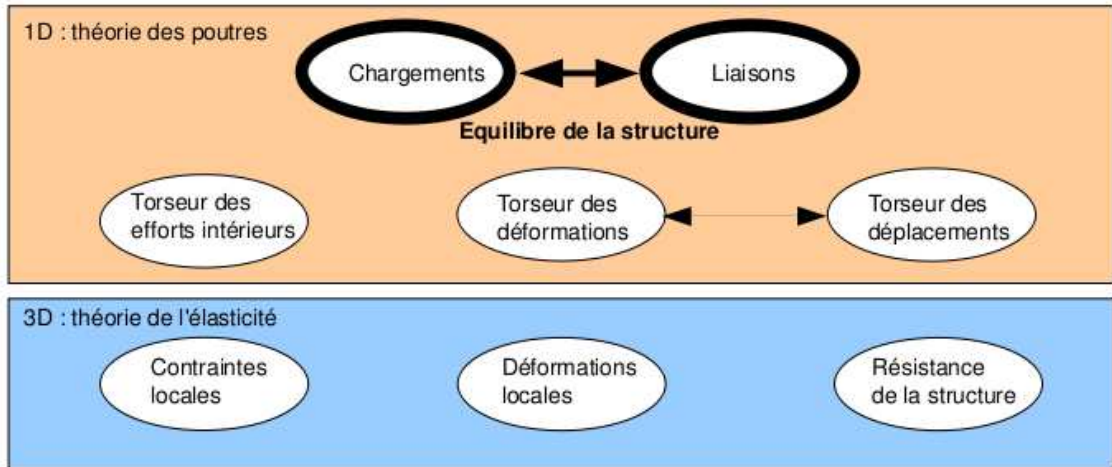 1D : théorie des poutres
Chargements
Liaisons
Equilibre de la structure
Torseur des
efforts intérieurs
Torseur des
déformations
Torseur des
déplacements
3D : théorie de l'élasticité
Contraintes
locales
Déformations
locales
Résistance
de la structure